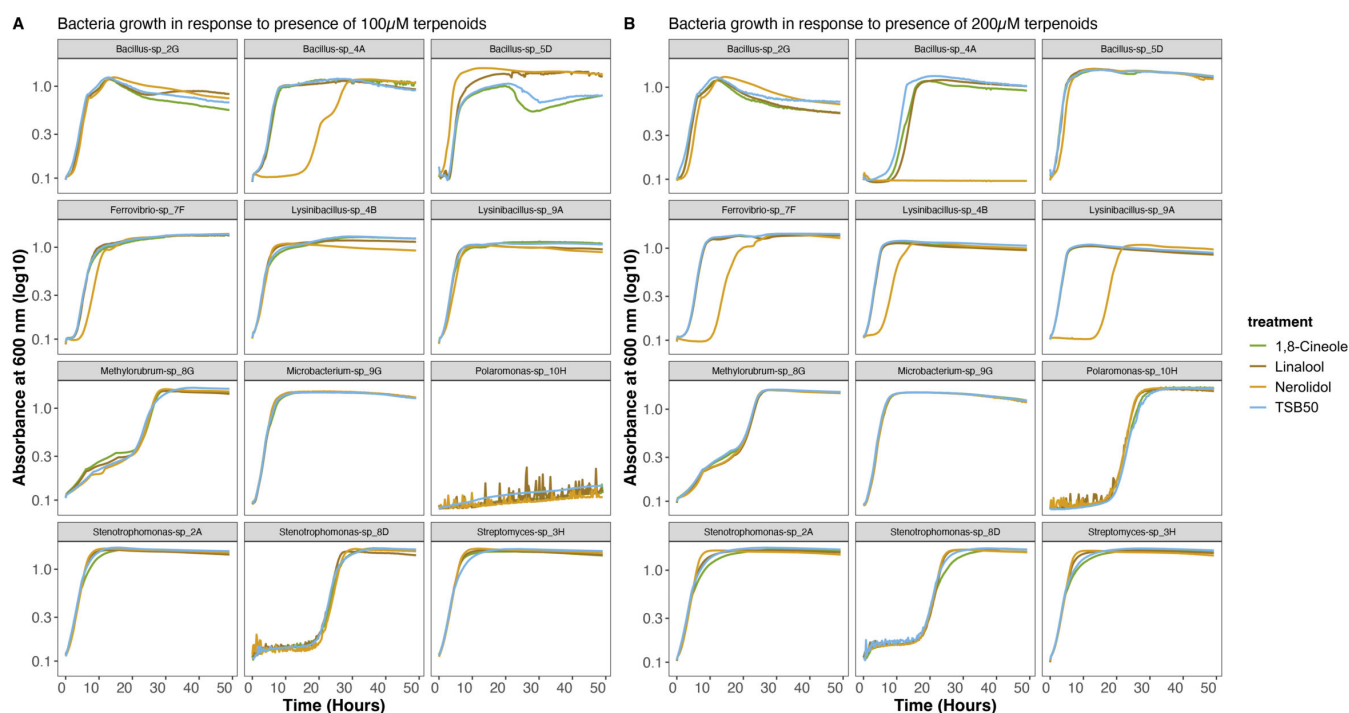 A Bacteria growth in response to presence of 100µM terpenoids
Bacillus-sp_2G Bacillus-sp_4A Bacillus-sp_5D
1.0
0.3
0.1
Ferrovibrio-sp_7F Lysinibacillus-sp_4B Lysinibacillus-sp_9A
1.0
0.3
0.1
Methylorubrum-sp_8G Microbacterium-sp_9G Polaromonas-sp_10H
1.0
0.3
0.1
Stenotrophomonas-sp_2A Stenotrophomonas-sp_8D Streptomyces-sp_3H
1.0
0.3
0.1
0 10 20 30 40 50 0 10 20 30 40 50 0 10 20 30 40 50
Time (Hours)
Absorbance at 600 nm (log10)
B Bacteria growth in response to presence of 200µM terpenoids
Bacillus-sp_2G Bacillus-sp_4A Bacillus-sp_5D
1.0
0.3
0.1
Ferrovibrio-sp_7F Lysinibacillus-sp_4B Lysinibacillus-sp_9A
1.0
0.3
0.1
Methylorubrum-sp_8G Microbacterium-sp_9G Polaromonas-sp_10H
1.0
0.3
0.1
Stenotrophomonas-sp_2A Stenotrophomonas-sp_8D Streptomyces-sp_3H
1.0
0.3
0.1
0 10 20 30 40 50 0 10 20 30 40 50 0 10 20 30 40 50
Time (Hours)
Absorbance at 600 nm (log10)
treatment
1,8-Cineole
Linalool
Nerolidol
TSB50